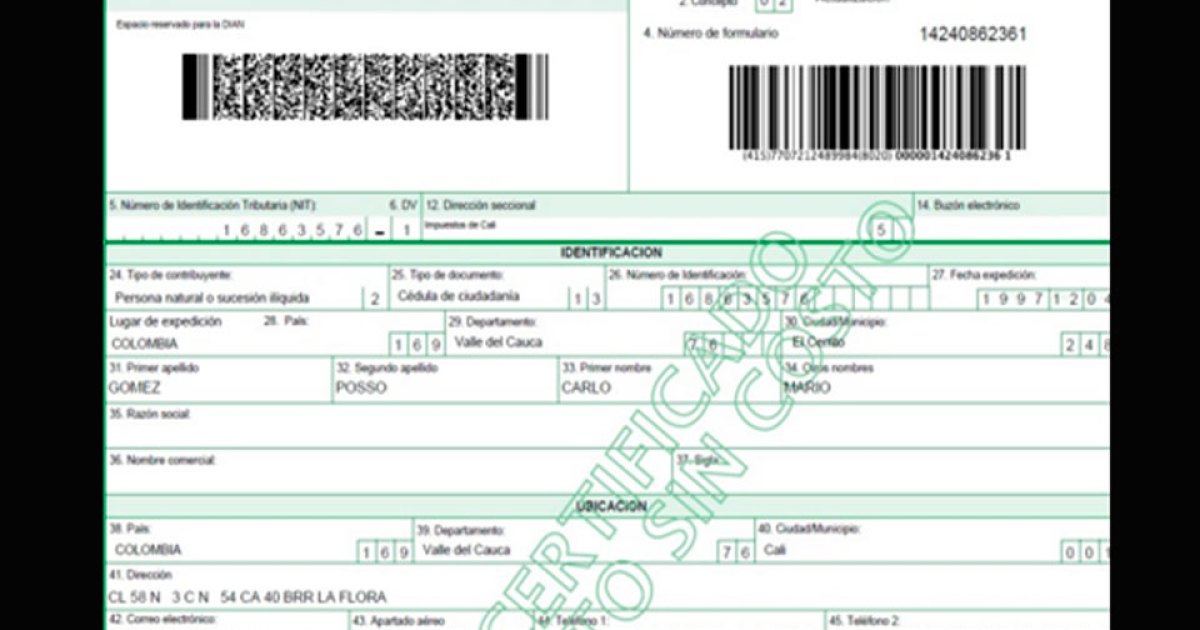 2. Concepto 0 2 Actualización
Espacio reservado para la DIAN
4. Número de formulario 14240862361
(415)7707212489984(8020) 000001424086236 1
5. Número de Identificación Tributaria (NIT): 6. DV 12. Dirección seccional 14. Buzón electrónico
1 6 8 6 3 5 7 6 - 1 Impuestos de Cali 5
IDENTIFICACION
24. Tipo de contribuyente: 25. Tipo de documento: 26. Número de Identificación: 27. Fecha expedición:
Persona natural o sucesión ilíquida 2 Cédula de ciudadanía 1 3 1 6 8 6 3 5 7 6 1 9 9 7 1 2 0 4
Lugar de expedición 28. País: 29. Departamento: 30. Ciudad/Municipio:
COLOMBIA 1 6 9 Valle del Cauca 7 6 El Cerrito 2 4 8
31. Primer apellido 32. Segundo apellido 33. Primer nombre 34. Otros nombres
GOMEZ POSSO CARLO MARIO
35. Razón social:
36. Nombre comercial: 37. Sigla:
UBICACION
38. País: 39. Departamento: 40. Ciudad/Municipio:
COLOMBIA 1 6 9 Valle del Cauca 7 6 Cali 0 0 1
41. Dirección
CL 58 N 3 C N 54 CA 40 BRR LA FLORA
42. Correo electrónico: 43. Apartado aéreo 44. Teléfono 1: 45. Teléfono 2:
CERTIFICADO
SIN COSTO